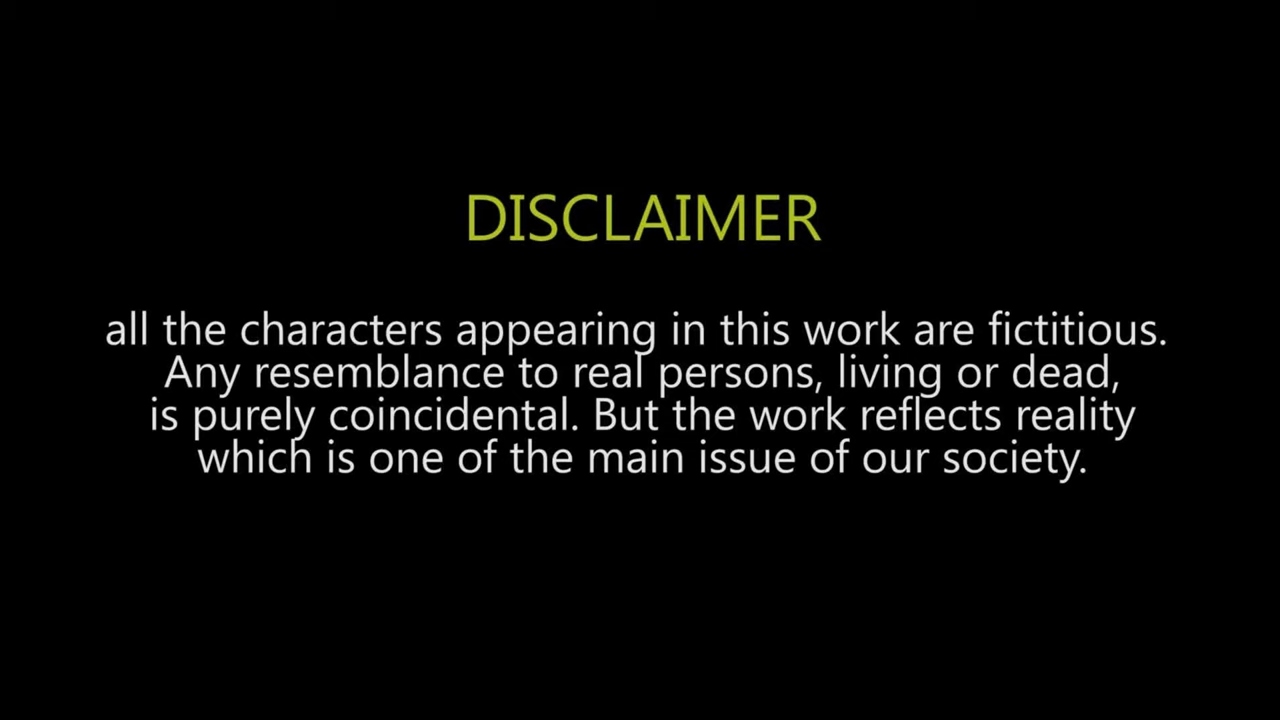 DISCLAIMER
all the characters appearing in this work are fictitious.
Any resemblance to real persons, living or dead,
is purely coincidental. But the work reflects reality
which is one of the main issue of our society.